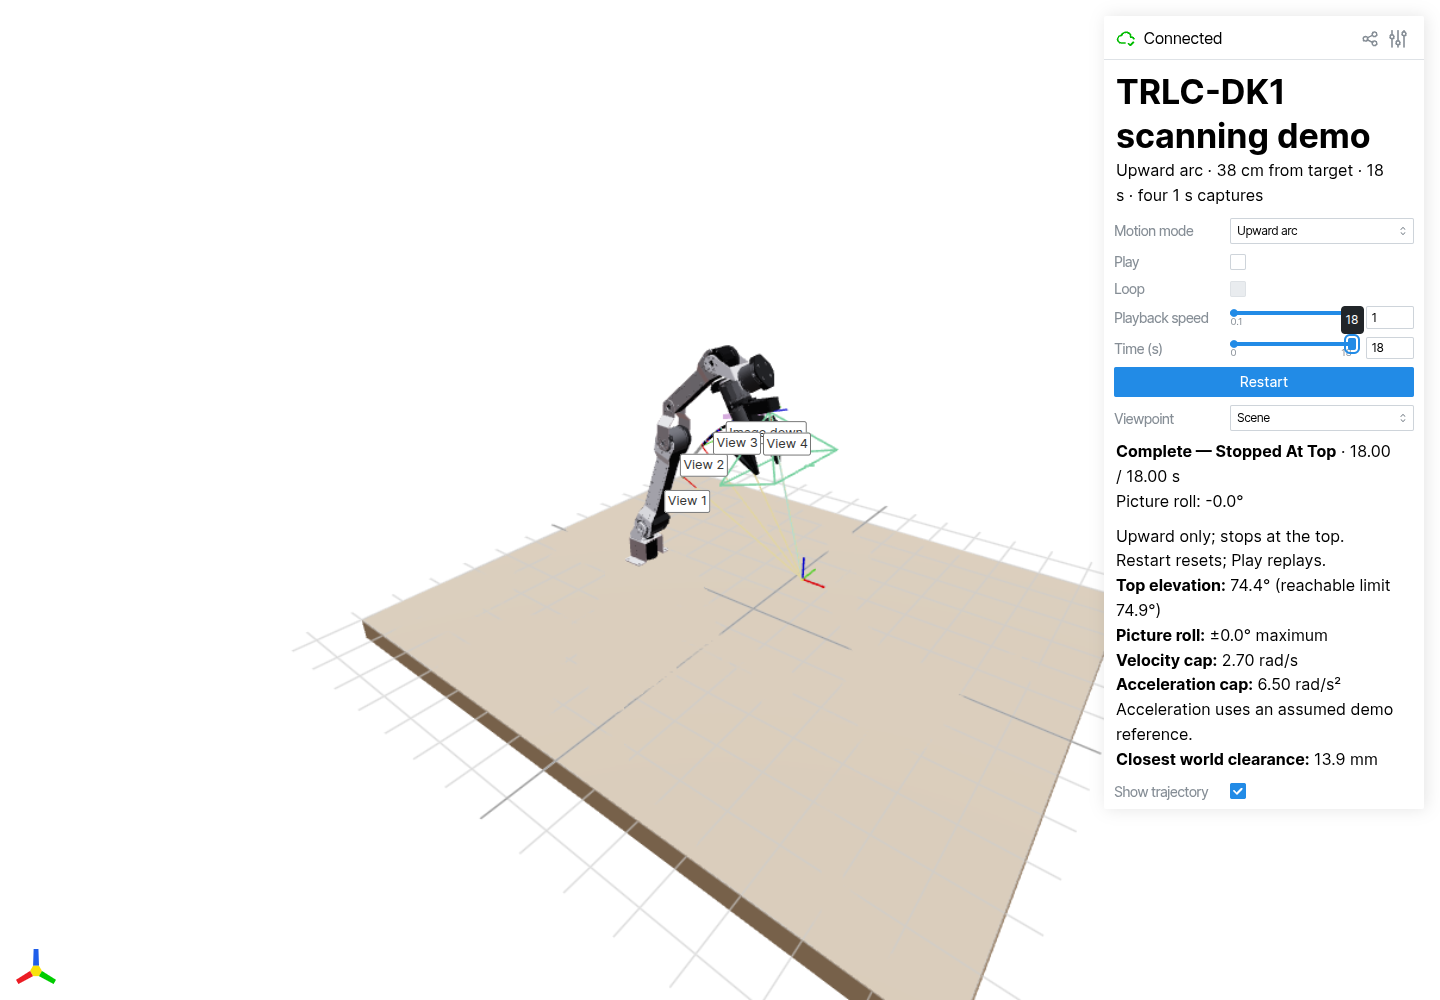 Connected
TRLC-DK1
scanning demo
Upward arc · 38 cm from target · 18
s · four 1 s captures
Motion mode Upward arc
Play
Loop
Playback speed 0.1 1
18
Time (s) 0 18
Restart
Viewpoint Scene
Complete — Stopped At Top · 18.00
/ 18.00 s
Picture roll: -0.0°
Upward only; stops at the top.
Restart resets; Play replays.
Top elevation: 74.4° (reachable limit
74.9°)
Picture roll: ±0.0° maximum
Velocity cap: 2.70 rad/s
Acceleration cap: 6.50 rad/s²
Acceleration uses an assumed demo
reference.
Closest world clearance: 13.9 mm
Show trajectory
Image down
View 3
View 4
View 2
View 1